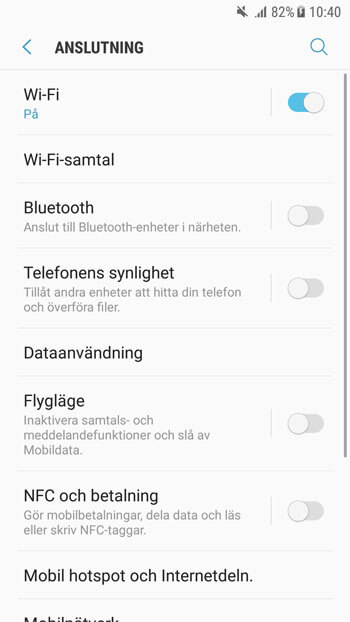 82% 10:40
ANSLUTNING
Wi-Fi
På
Wi-Fi-samtal
Bluetooth
Anslut till Bluetooth-enheter i närheten.
Telefonens synlighet
Tillåt andra enheter att hitta din telefon
och överföra filer.
Dataanvändning
Flygläge
Inaktivera samtals- och
meddelandefunktioner och slå av
Mobildata.
NFC och betalning
Gör mobilbetalningar, dela data och läs
eller skriv NFC-taggar.
Mobil hotspot och Internetdeln.